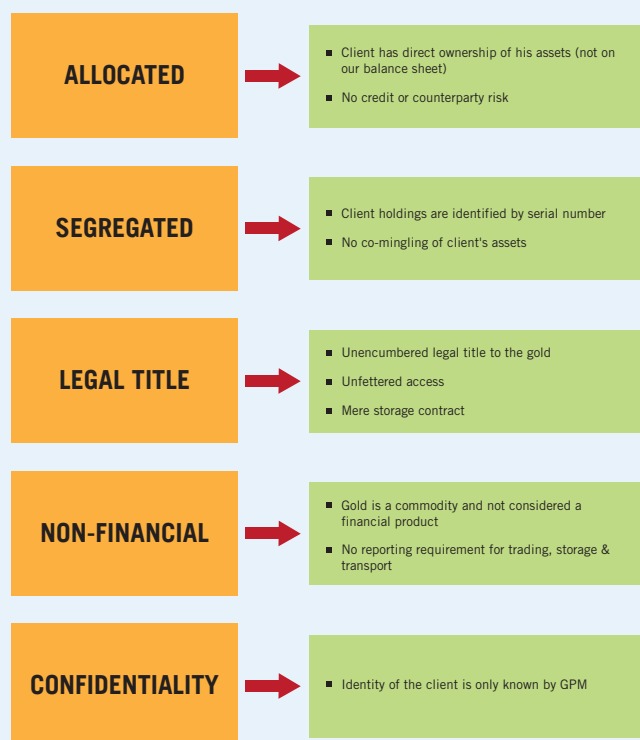 ALLOCATED
■ Client has direct ownership of his assets (not on
our balance sheet)
■ No credit or counterparty risk
SEGREGATED
■ Client holdings are identified by serial number
■ No co-mingling of client's assets
LEGAL TITLE
■ Unencumbered legal title to the gold
■ Unfettered access
■ Mere storage contract
NON-FINANCIAL
■ Gold is a commodity and not considered a
financial product
■ No reporting requirement for trading, storage &
transport
CONFIDENTIALITY
■ Identity of the client is only known by GPM